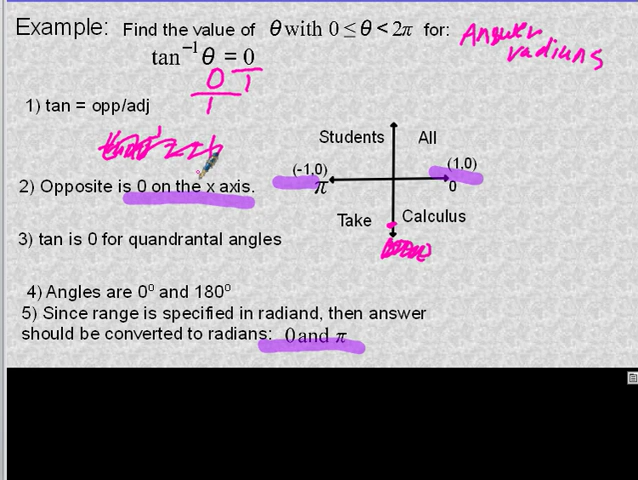 Example: Find the value of θ with 0 ≤ θ < 2π for: Answer
radians
tan⁻¹ θ = 0
0
1
1) tan = opp/adj
Students All
(-1,0) (1,0)
π 0
2) Opposite is 0 on the x axis.
Take Calculus
3) tan is 0 for quandrantal angles
4) Angles are 0⁰ and 180⁰
5) Since range is specified in radiand, then answer
should be converted to radians: 0 and π